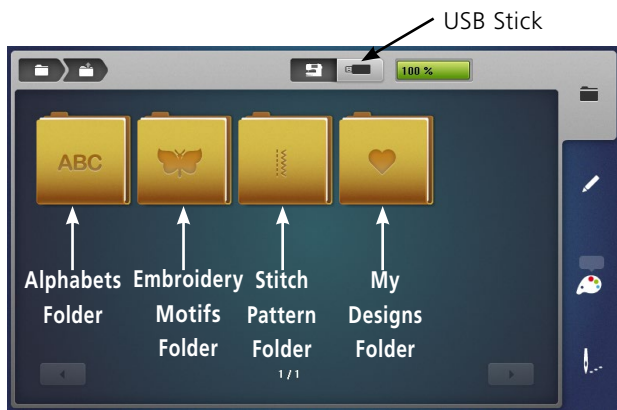 USB Stick
100 %
ABC
Alphabets Folder
Embroidery Motifs Folder
Stitch Pattern Folder
My Designs Folder
1 / 1